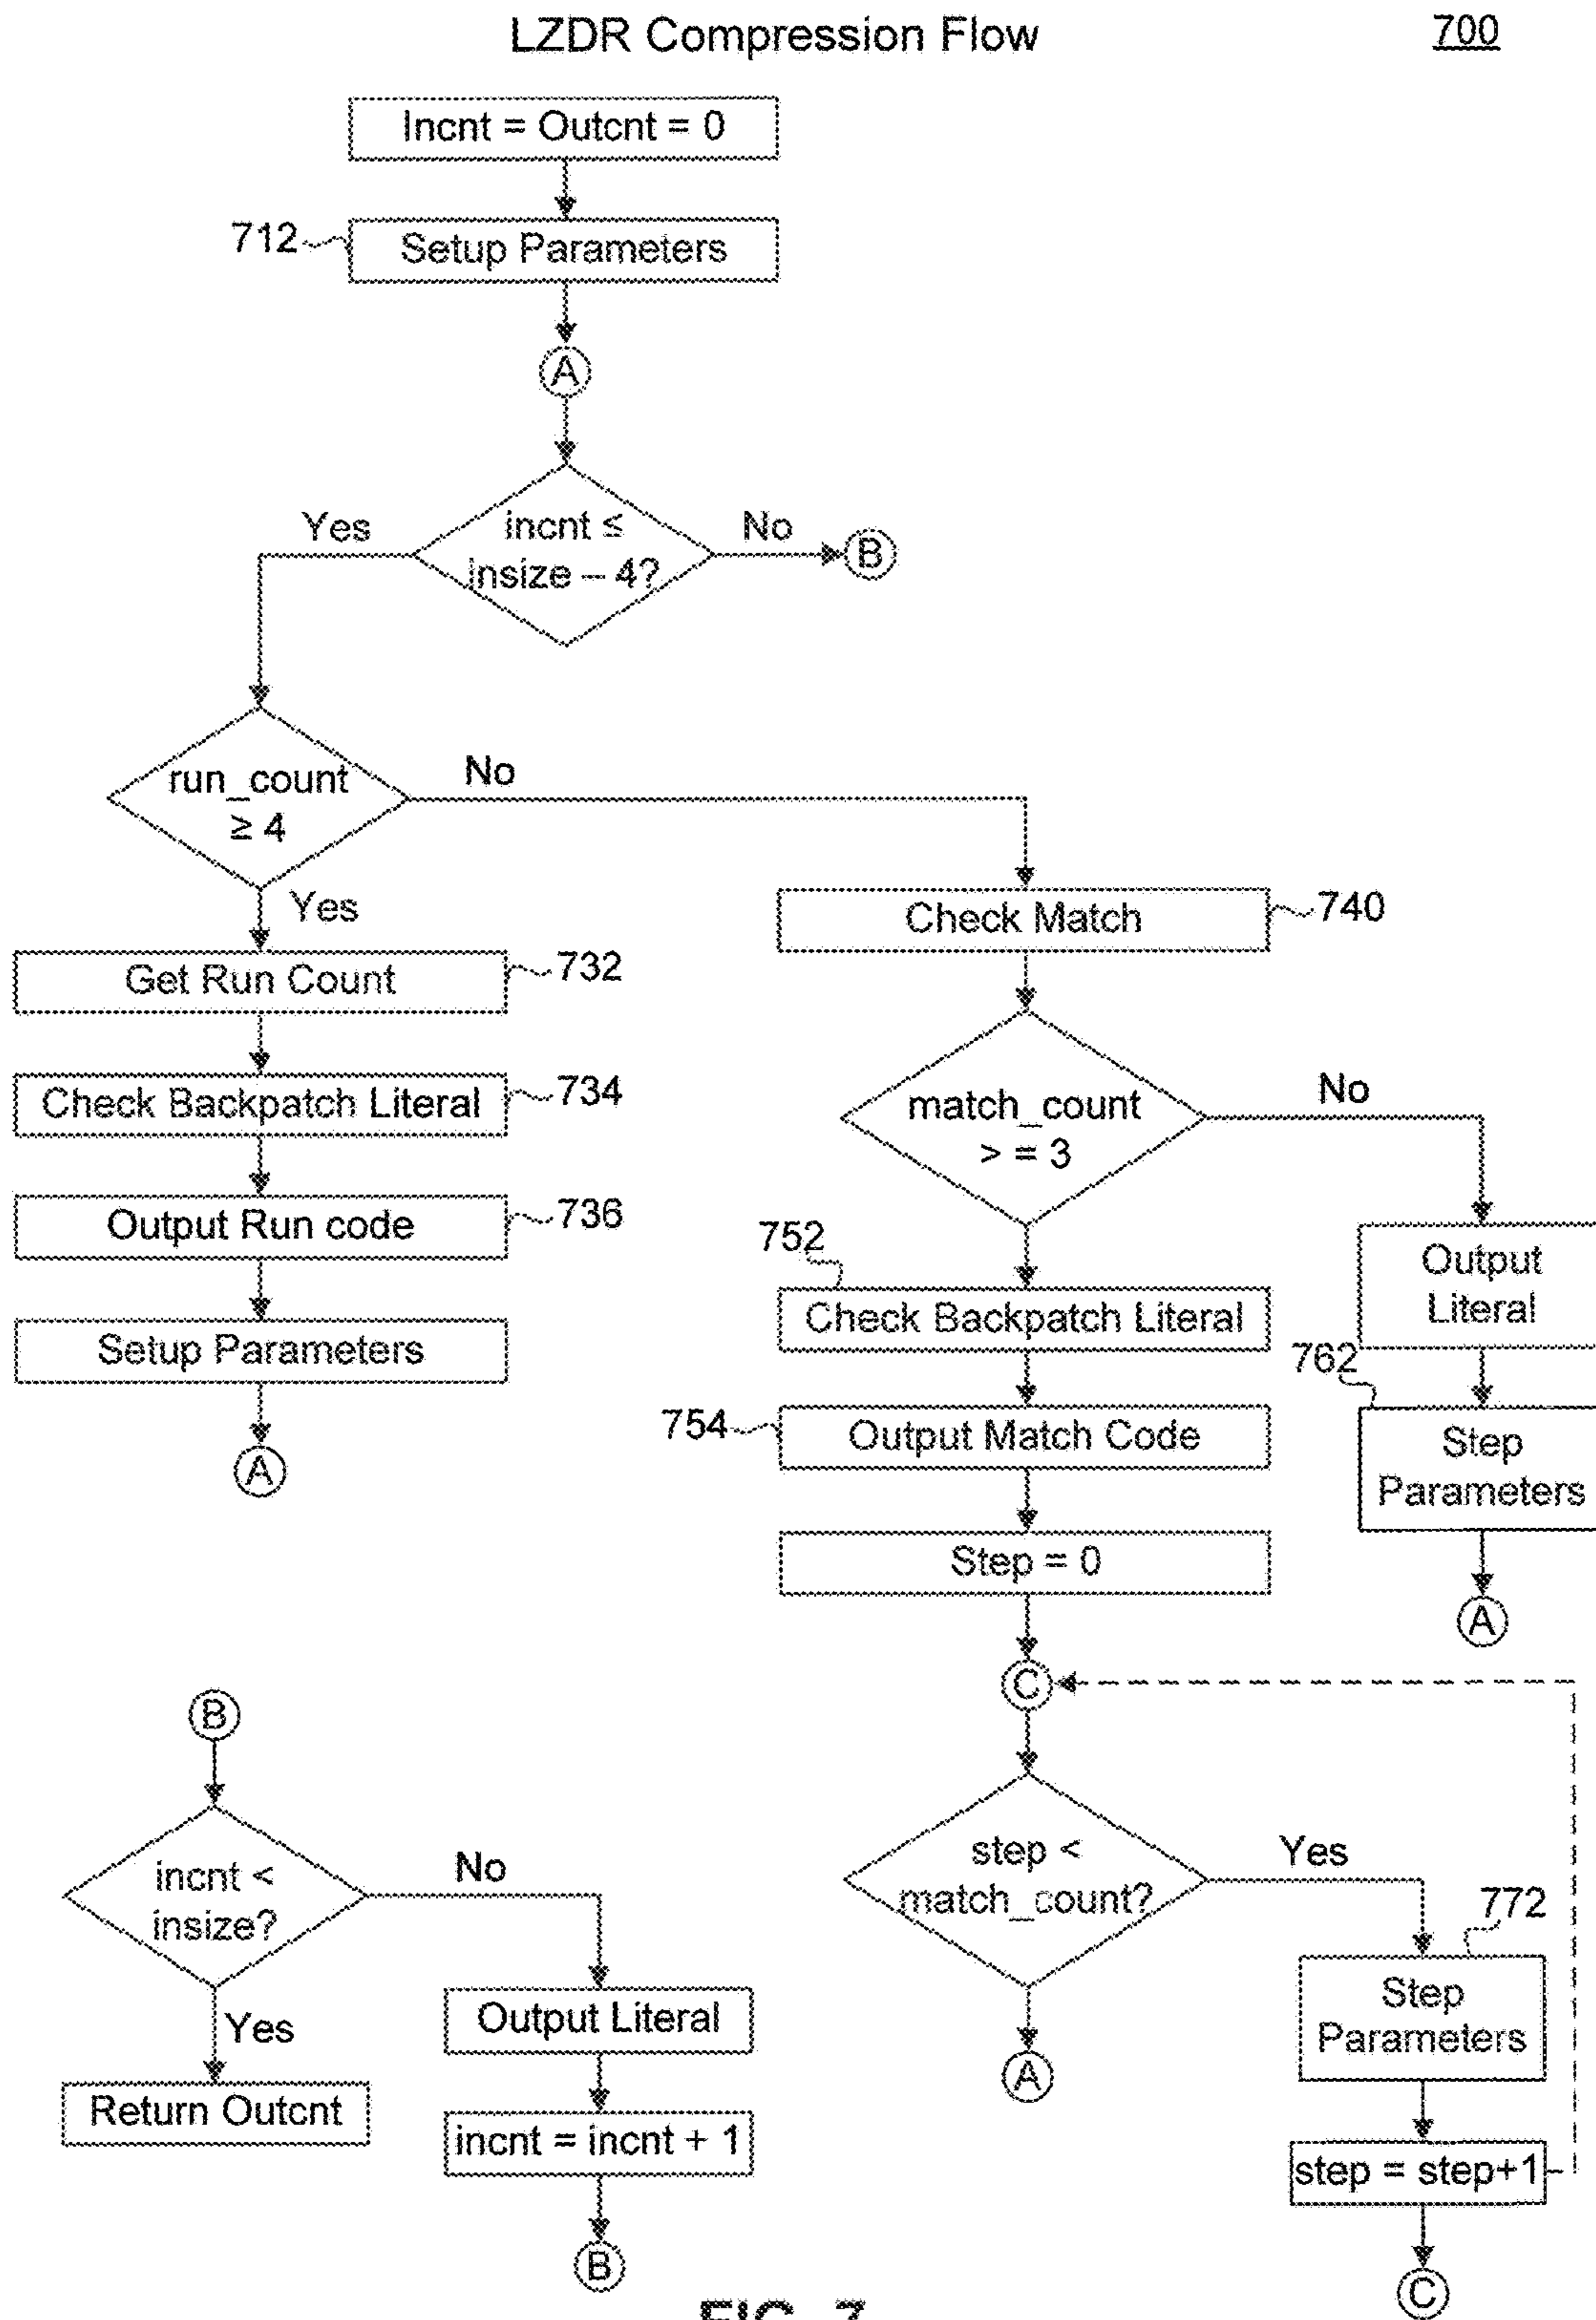 LZDR Compression Flow
700
Incnt = Outcnt = 0
712
Setup Parameters
A
incnt ≤
insize – 4?
Yes
No
B
run_count
≥ 4
No
Yes
Check Match
740
Get Run Count
732
Check Backpatch Literal
734
Output Run code
736
Setup Parameters
A
match_count
> = 3
No
752
Check Backpatch Literal
Output
Literal
762
754
Output Match Code
Step
Parameters
A
Step = 0
C
step <
match_count?
Yes
772
Step
Parameters
A
step = step+1
C
B
incnt <
insize?
No
Yes
Output Literal
Return Outcnt
incnt = incnt + 1
B
FIG. 7